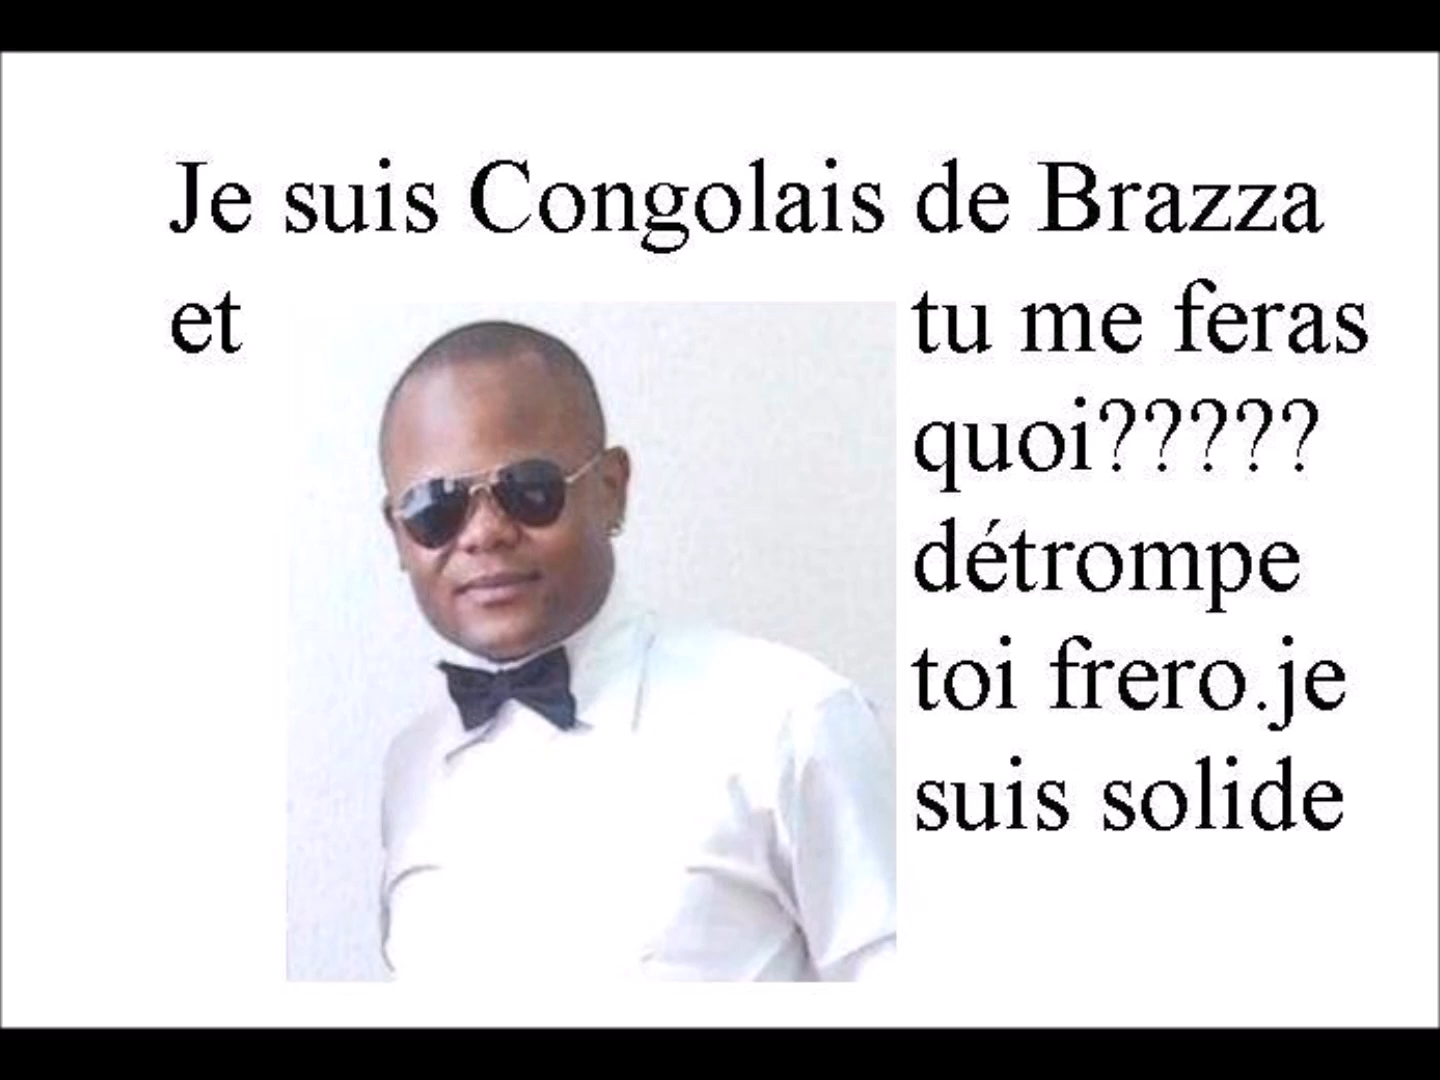 Je suis Congolais de Brazza
et tu me feras
quoi?????
détrompe
toi frero.je
suis solide